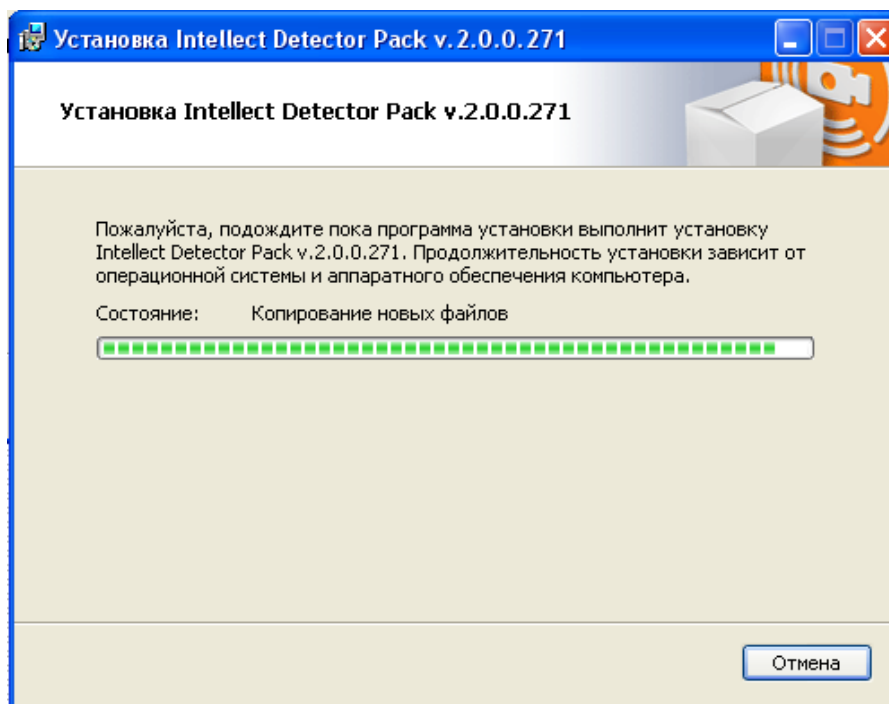 Установка Intellect Detector Pack v.2.0.0.271
Установка Intellect Detector Pack v.2.0.0.271
Пожалуйста, подождите пока программа установки выполнит установку
Intellect Detector Pack v.2.0.0.271. Продолжительность установки зависит от
операционной системы и аппаратного обеспечения компьютера.
Состояние: Копирование новых файлов
Отмена